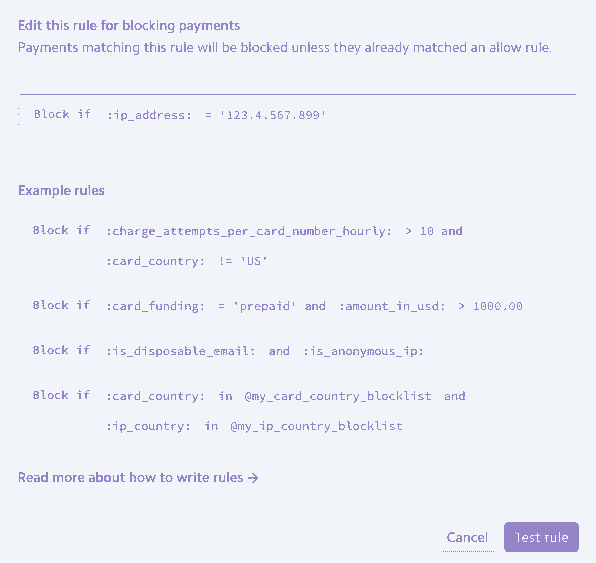 Edit this rule for blocking payments
Payments matching this rule will be blocked unless they already matched an allow rule.
Block if :ip_address: = '123.4.567.899'
Example rules
Block if :charge_attempts_per_card_number_hourly: > 10 and
:card_country: != 'US'
Block if :card_funding: = 'prepaid' and :amount_in_usd: > 1000.00
Block if :is_disposable_email: and :is_anonymous_ip:
Block if :card_country: in @my_card_country_blocklist and
:ip_country: in @my_ip_country_blocklist
Read more about how to write rules →
Cancel Test rule